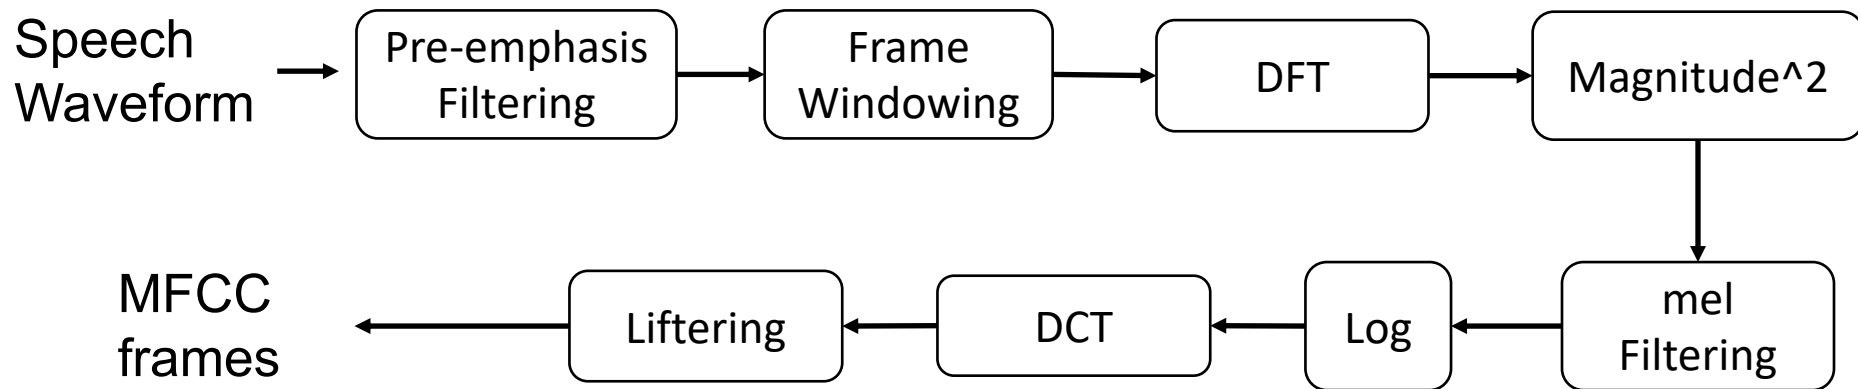 Speech
Waveform
Pre-emphasis
Filtering
Frame
Windowing
DFT
Magnitude^2
mel
Filtering
Log
DCT
Liftering
MFCC
frames